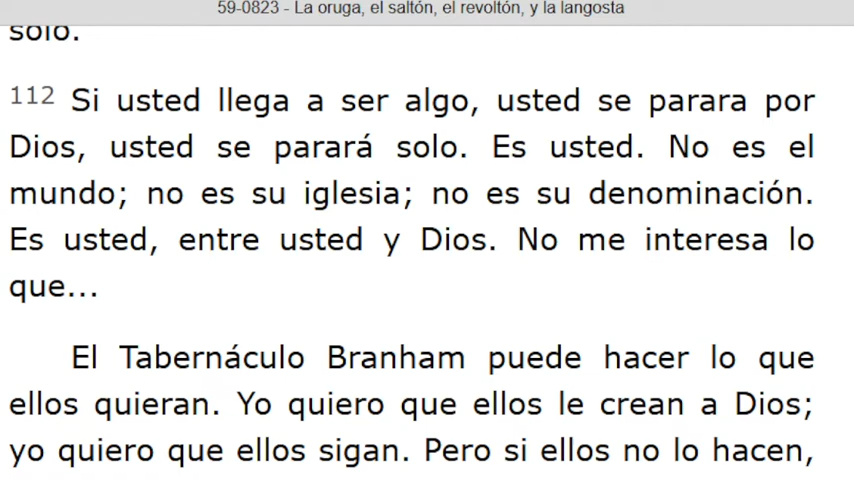 59-0823 - La oruga, el saltón, el revoltón, y la langosta
solo.
112 Si usted llega a ser algo, usted se parara por
Dios, usted se parará solo. Es usted. No es el
mundo; no es su iglesia; no es su denominación.
Es usted, entre usted y Dios. No me interesa lo
que...
El Tabernáculo Branham puede hacer lo que
ellos quieran. Yo quiero que ellos le crean a Dios;
yo quiero que ellos sigan. Pero si ellos no lo hacen,